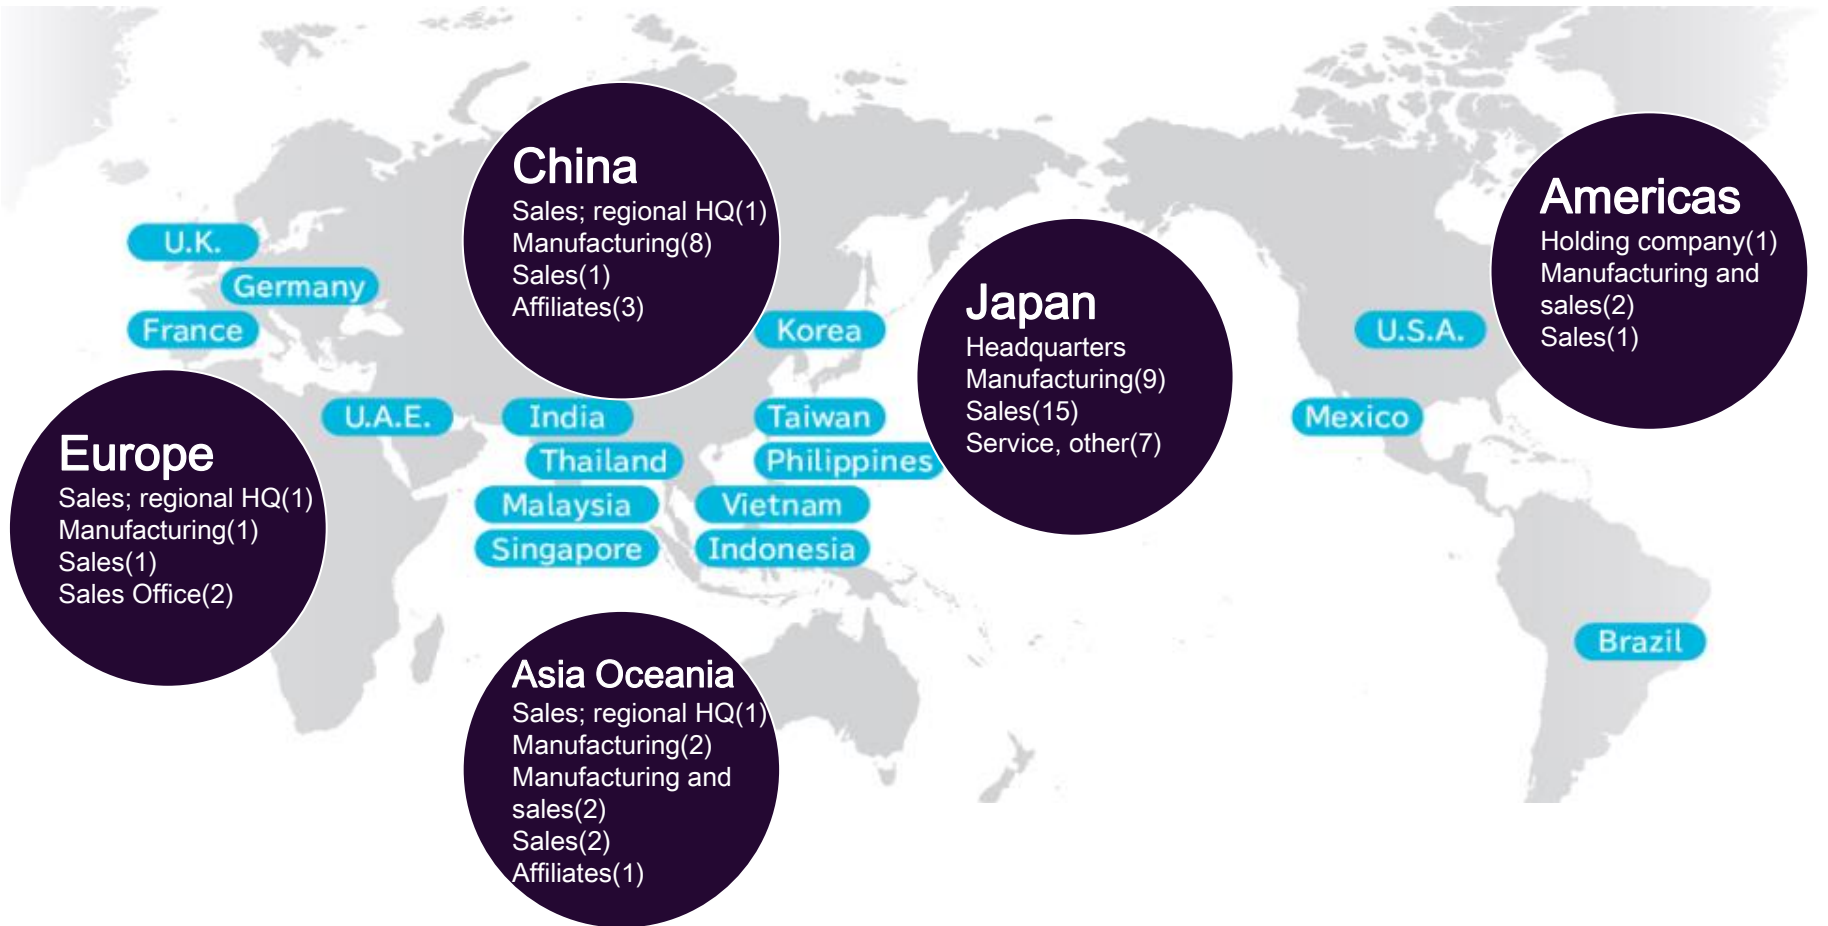 China
Sales; regional HQ(1)
Manufacturing(8)
Sales(1)
Affiliates(3)
Americas
Holding company(1)
Manufacturing and
sales(2)
Sales(1)
U.K.
Germany
France
Korea
Japan
Headquarters
Manufacturing(9)
Sales(15)
Service, other(7)
U.S.A.
Mexico
U.A.E.
India
Taiwan
Thailand
Philippines
Malaysia
Vietnam
Singapore
Indonesia
Europe
Sales; regional HQ(1)
Manufacturing(1)
Sales(1)
Sales Office(2)
Brazil
Asia Oceania
Sales; regional HQ(1)
Manufacturing(2)
Manufacturing and
sales(2)
Sales(2)
Affiliates(1)